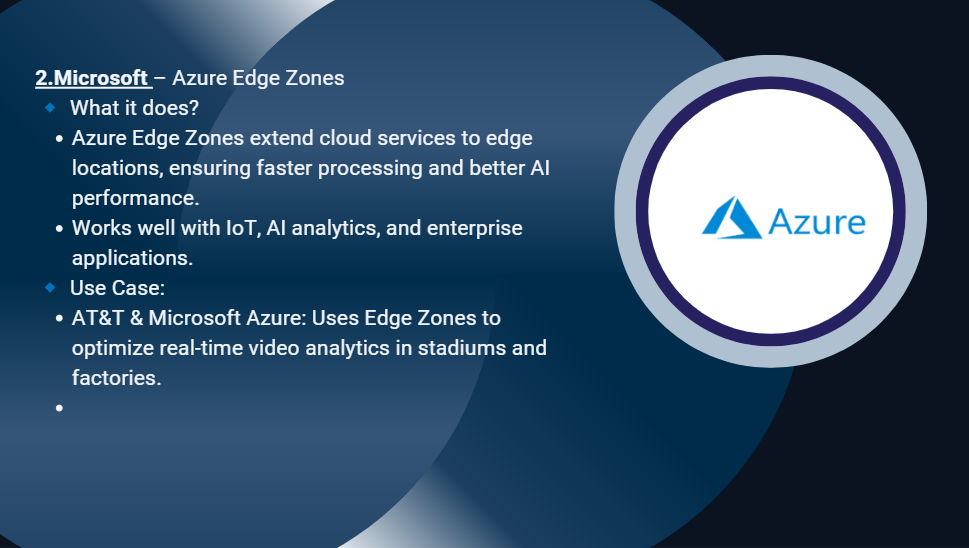 2.Microsoft – Azure Edge Zones
What it does?
Azure Edge Zones extend cloud services to edge
locations, ensuring faster processing and better AI
performance.
Works well with IoT, AI analytics, and enterprise
applications.
Use Case:
AT&T & Microsoft Azure: Uses Edge Zones to
optimize real-time video analytics in stadiums and
factories.
Azure